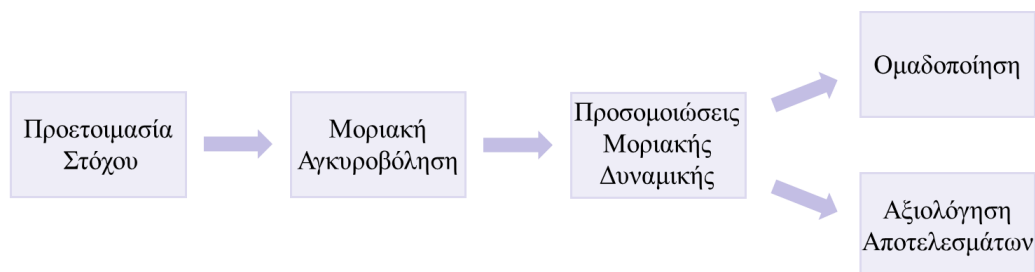 Προετοιμασία
Στόχου
Μοριακή
Αγκυροβόληση
Προσομοιώσεις
Μοριακής
Δυναμικής
Ομαδοποίηση
Αξιολόγηση
Αποτελεσμάτων